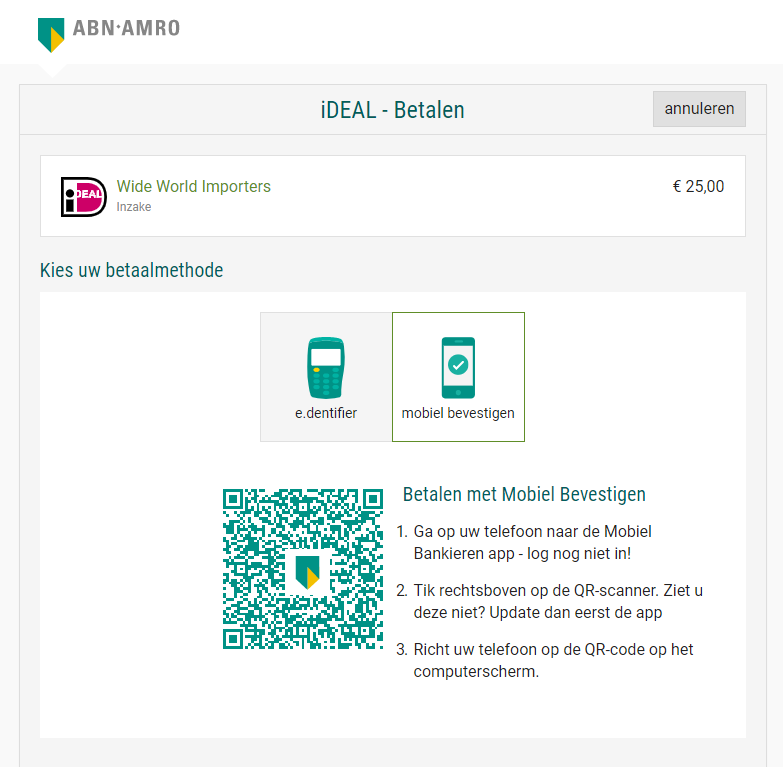 ABN·AMRO
iDEAL - Betalen
annuleren
iDEAL
Wide World Importers
€ 25,00
Inzake
Kies uw betaalmethode
e.dentifier
mobiel bevestigen
Betalen met Mobiel Bevestigen
1. Ga op uw telefoon naar de Mobiel
Bankieren app - log nog niet in!
2. Tik rechtsboven op de QR-scanner. Ziet u
deze niet? Update dan eerst de app
3. Richt uw telefoon op de QR-code op het
computerscherm.